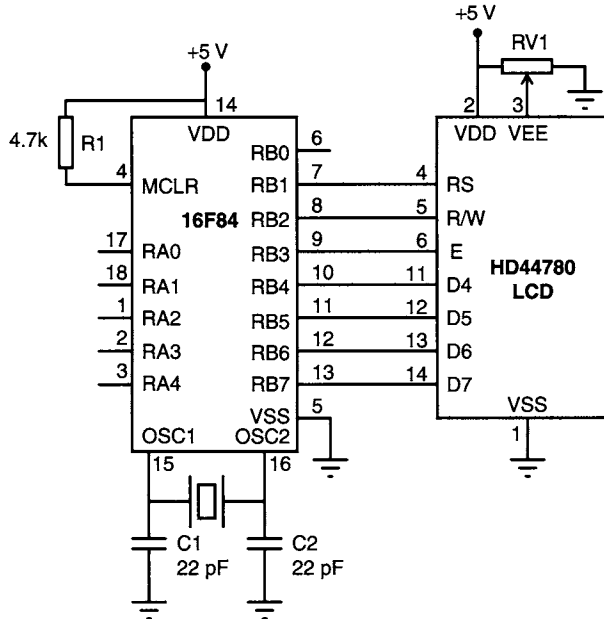 +5 V
+5 V
RV1
14
VDD
2
3
VDD
VEE
4.7k
R1
4
MCLR
16F84
RB0
6
RB1
7
4
RS
RB2
8
5
R/W
17
RA0
RB3
9
6
E
HD44780
LCD
18
RA1
RB4
10
11
D4
1
RA2
RB5
11
12
D5
2
RA3
RB6
12
13
D6
3
RA4
RB7
13
14
D7
VSS
5
VSS
1
OSC1
OSC2
15
16
C1
22 pF
C2
22 pF